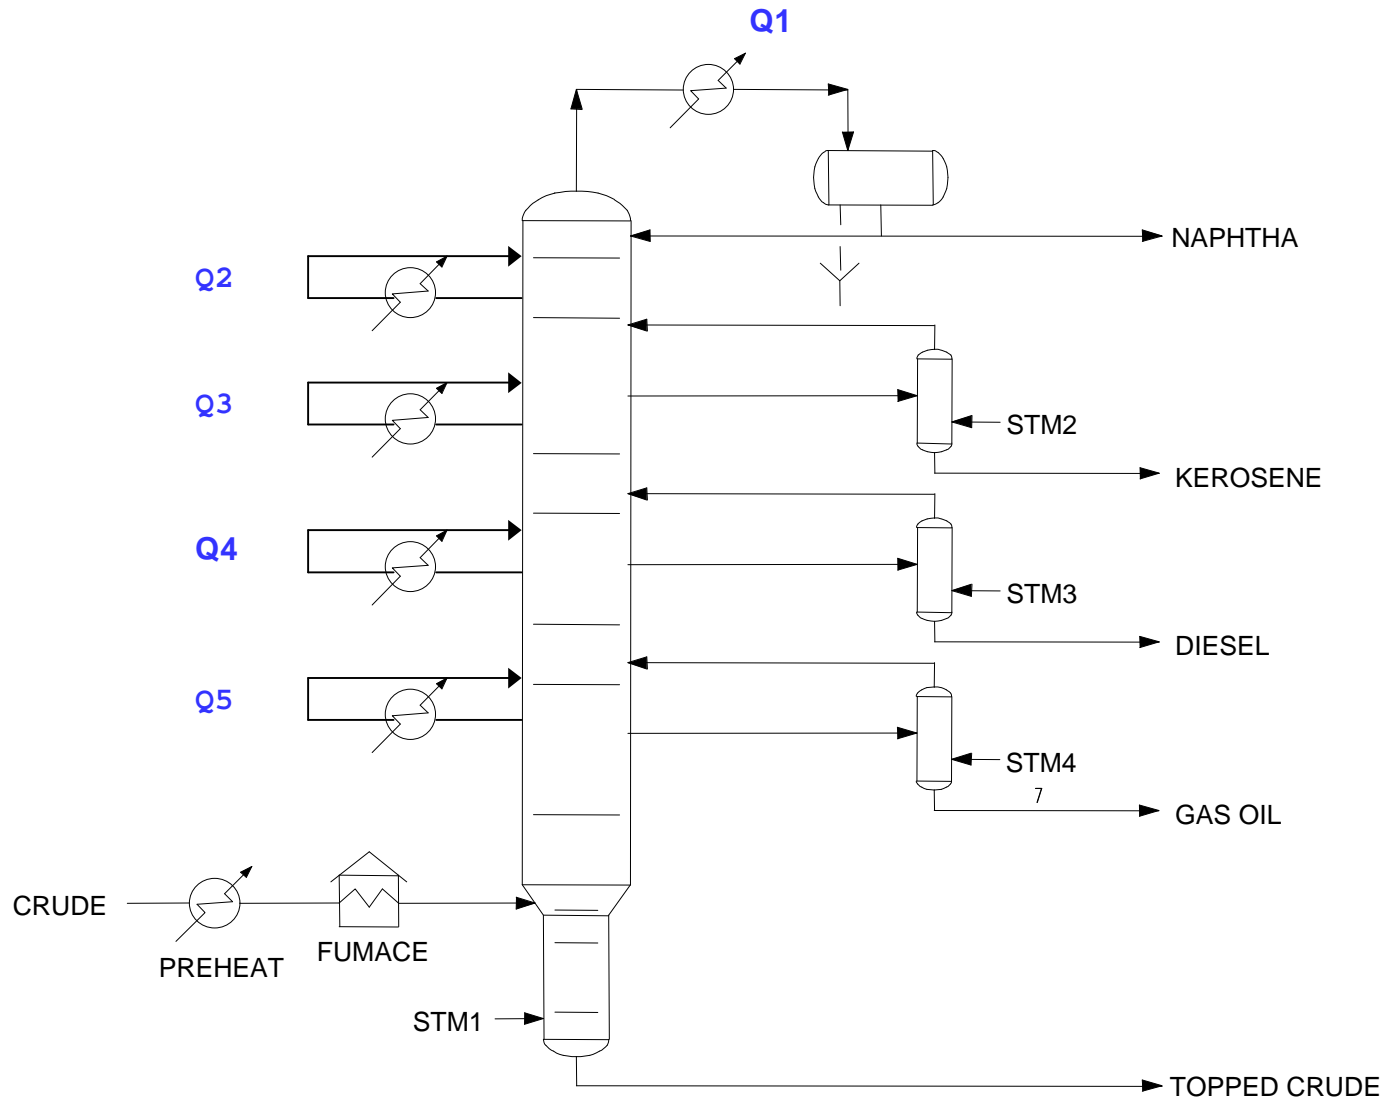 Q1
NAPHTHA
Q2
Q3
STM2
KEROSENE
Q4
STM3
DIESEL
Q5
STM4
7
GAS OIL
CRUDE
FUMACE
PREHEAT
STM1
TOPPED CRUDE